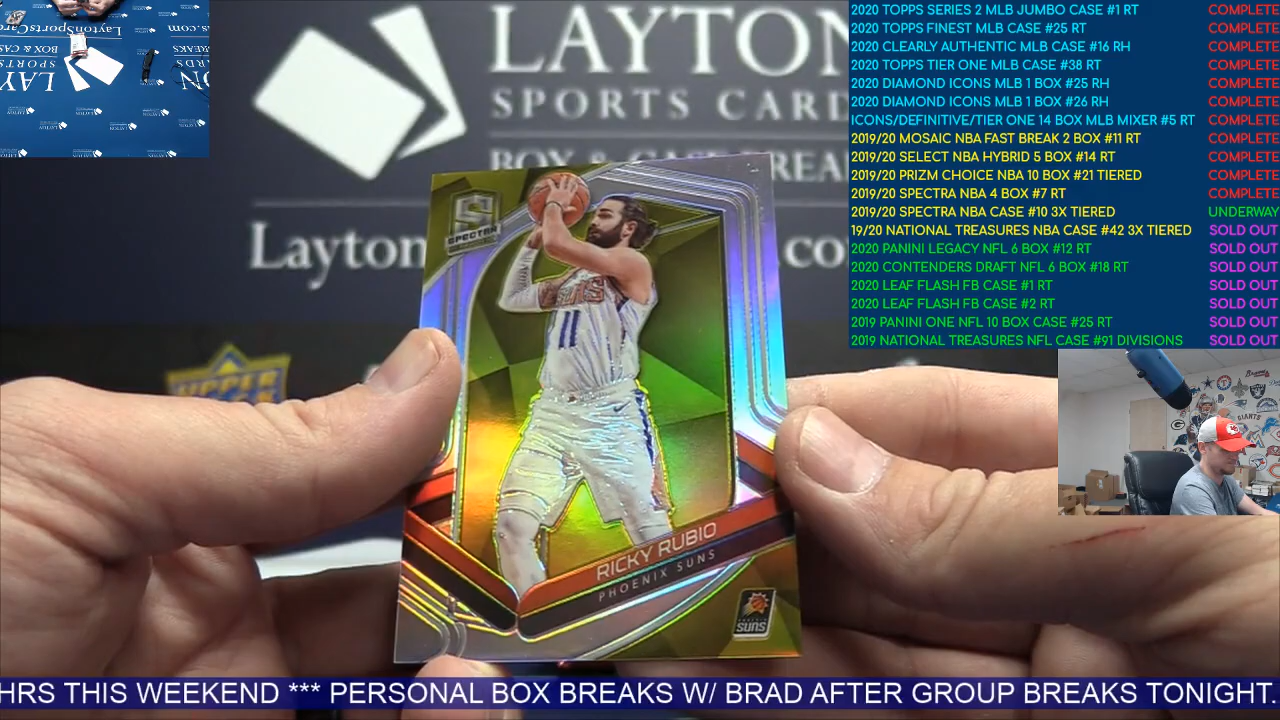 LAYTON
SPORTS CARD
BOX & CASE BREA
Layton
co
2020 TOPPS SERIES 2 MLB JUMBO CASE #1 RT COMPLETE
2020 TOPPS FINEST MLB CASE #25 RT COMPLETE
2020 CLEARLY AUTHENTIC MLB CASE #16 RH COMPLETE
2020 TOPPS TIER ONE MLB CASE #38 RT COMPLETE
2020 DIAMOND ICONS MLB 1 BOX #25 RH COMPLETE
2020 DIAMOND ICONS MLB 1 BOX #26 RH COMPLETE
ICONS/DEFINITIVE/TIER ONE 14 BOX MLB MIXER #5 RT COMPLETE
2019/20 MOSAIC NBA FAST BREAK 2 BOX #11 RT COMPLETE
2019/20 SELECT NBA HYBRID 5 BOX #14 RT COMPLETE
2019/20 PRIZM CHOICE NBA 10 BOX #21 TIERED COMPLETE
2019/20 SPECTRA NBA 4 BOX #7 RT COMPLETE
2019/20 SPECTRA NBA CASE #10 3X TIERED UNDERWAY
19/20 NATIONAL TREASURES NBA CASE #42 3X TIERED SOLD OUT
2020 PANINI LEGACY NFL 6 BOX #12 RT SOLD OUT
2020 CONTENDERS DRAFT NFL 6 BOX #18 RT SOLD OUT
2020 LEAF FLASH FB CASE #1 RT SOLD OUT
2020 LEAF FLASH FB CASE #2 RT SOLD OUT
2019 PANINI ONE NFL 10 BOX CASE #25 RT SOLD OUT
2019 NATIONAL TREASURES NFL CASE #91 DIVISIONS SOLD OUT
SPECTRA
SUNS
11
RICKY RUBIO
PHOENIX SUNS
SUNS
UPPER
GIANTS
HRS THIS WEEKEND *** PERSONAL BOX BREAKS W/ BRAD AFTER GROUP BREAKS TONIGHT.